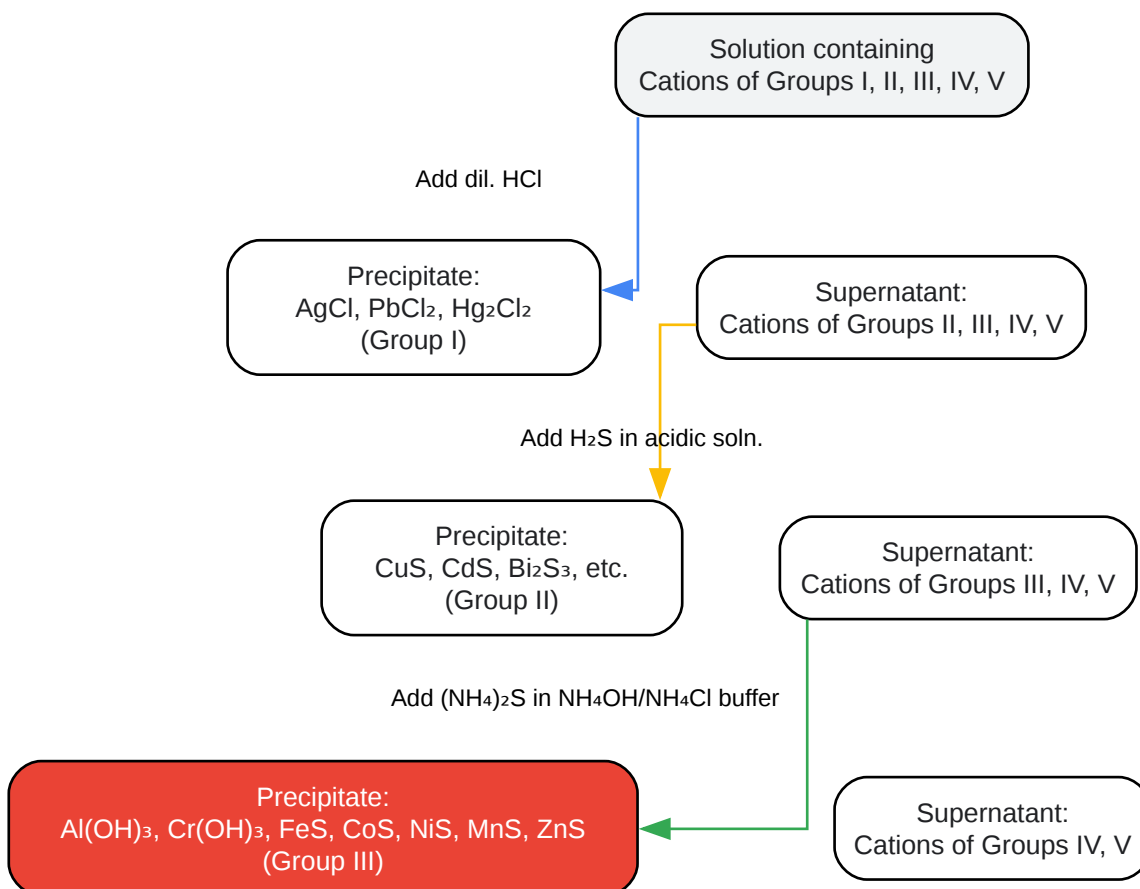 Solution containing
Cations of Groups I, II, III, IV, V
Add dil. HCl
Precipitate:
AgCl, PbCl₂, Hg₂Cl₂
(Group I)
Supernatant:
Cations of Groups II, III, IV, V
Add H₂S in acidic soln.
Precipitate:
CuS, CdS, Bi₂S₃, etc.
(Group II)
Supernatant:
Cations of Groups III, IV, V
Add (NH₄)₂S in NH₄OH/NH₄Cl buffer
Precipitate:
Al(OH)₃, Cr(OH)₃, FeS, CoS, NiS, MnS, ZnS
(Group III)
Supernatant:
Cations of Groups IV, V